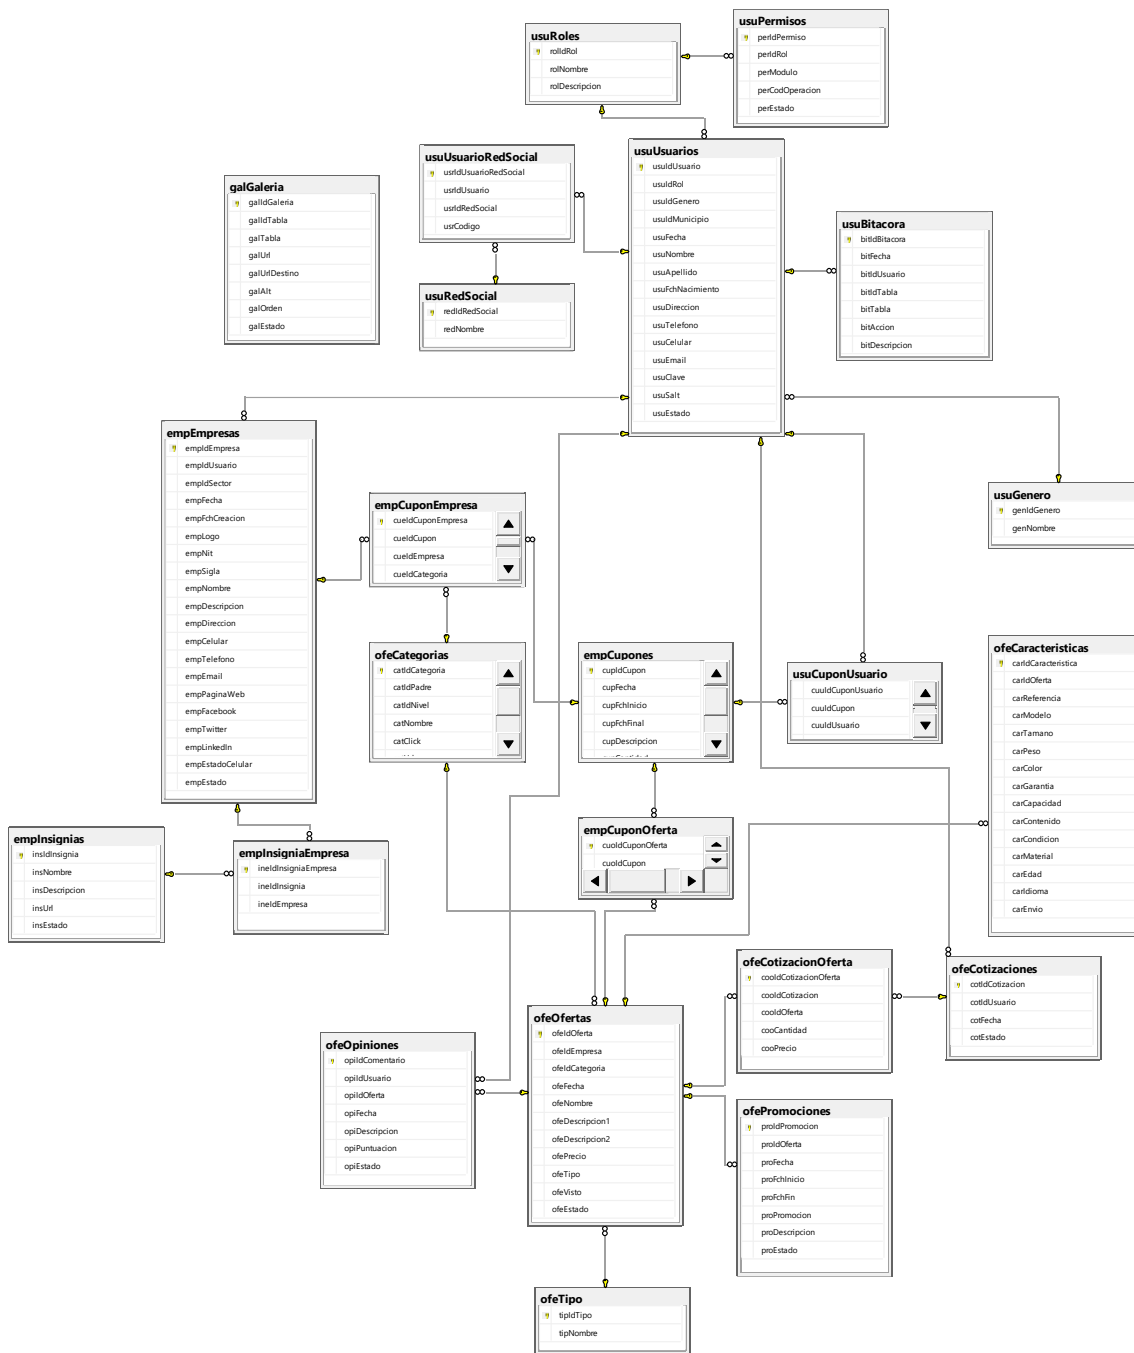 usuPermisos
perIdPermiso
perIdRol
perModulo
perCodOperacion
perEstado
usuRoles
rolIdRol
rolNombre
rolDescripcion
usuUsuarios
usuIdUsuario
usuIdRol
usuIdGenero
usuIdMunicipio
usuFecha
usuNombre
usuApellido
usuFchNacimiento
usuDireccion
usuTelefono
usuCelular
usuEmail
usuClave
usuSalt
usuEstado
usuUsuarioRedSocial
usrIdUsuarioRedSocial
usrIdUsuario
usrIdRedSocial
usrCodigo
galGaleria
galIdGaleria
galIdTabla
galTabla
galUrl
galUrlDestino
galAlt
galOrden
galEstado
usuBitacora
bitIdBitacora
bitFecha
bitIdUsuario
bitIdTabla
bitTabla
bitAccion
bitDescripcion
usuRedSocial
redIdRedSocial
redNombre
empEmpresas
empIdEmpresa
empIdUsuario
empIdSector
empFecha
empFchCreacion
empLogo
empNit
empSigla
empNombre
empDescripcion
empDireccion
empCelular
empTelefono
empEmail
empPaginaWeb
empFacebook
empTwitter
empLinkedIn
empEstadoCelular
empEstado
empCuponEmpresa
cueIdCuponEmpresa
cueIdCupon
cueIdEmpresa
cueIdCategoria
usuGenero
genIdGenero
genNombre
ofeCategorias
catIdCategoria
catIdPadre
catIdNivel
catNombre
catClick
empCupones
cupIdCupon
cupFecha
cupFchInicio
cupFchFinal
cupDescripcion
usuCuponUsuario
cuuIdCuponUsuario
cuuIdCupon
cuuIdUsuario
ofeCaracteristicas
carIdCaracteristica
carIdOferta
carReferencia
carModelo
carTamano
carPeso
carColor
carGarantia
carCapacidad
carContenido
carCondicion
carMaterial
carEdad
carIdioma
carEnvio
empInsignias
insIdInsignia
insNombre
insDescripcion
insUrl
insEstado
empInsigniaEmpresa
ineIdInsigniaEmpresa
ineIdInsignia
ineIdEmpresa
empCuponOferta
cuoIdCuponOferta
cuoIdCupon
ofeCotizacionOferta
cooIdCotizacionOferta
cooIdCotizacion
cooIdOferta
cooCantidad
cooPrecio
ofeCotizaciones
cotIdCotizacion
cotIdUsuario
cotFecha
cotEstado
ofeOfertas
ofeIdOferta
ofeIdEmpresa
ofeIdCategoria
ofeFecha
ofeNombre
ofeDescripcion1
ofeDescripcion2
ofePrecio
ofeTipo
ofeVisto
ofeEstado
ofeOpiniones
opiIdComentario
opiIdUsuario
opiIdOferta
opiFecha
opiDescripcion
opiPuntuacion
opiEstado
ofePromociones
proIdPromocion
proIdOferta
proFecha
proFchInicio
proFchFin
proPromocion
proDescripcion
proEstado
ofeTipo
tipIdTipo
tipNombre